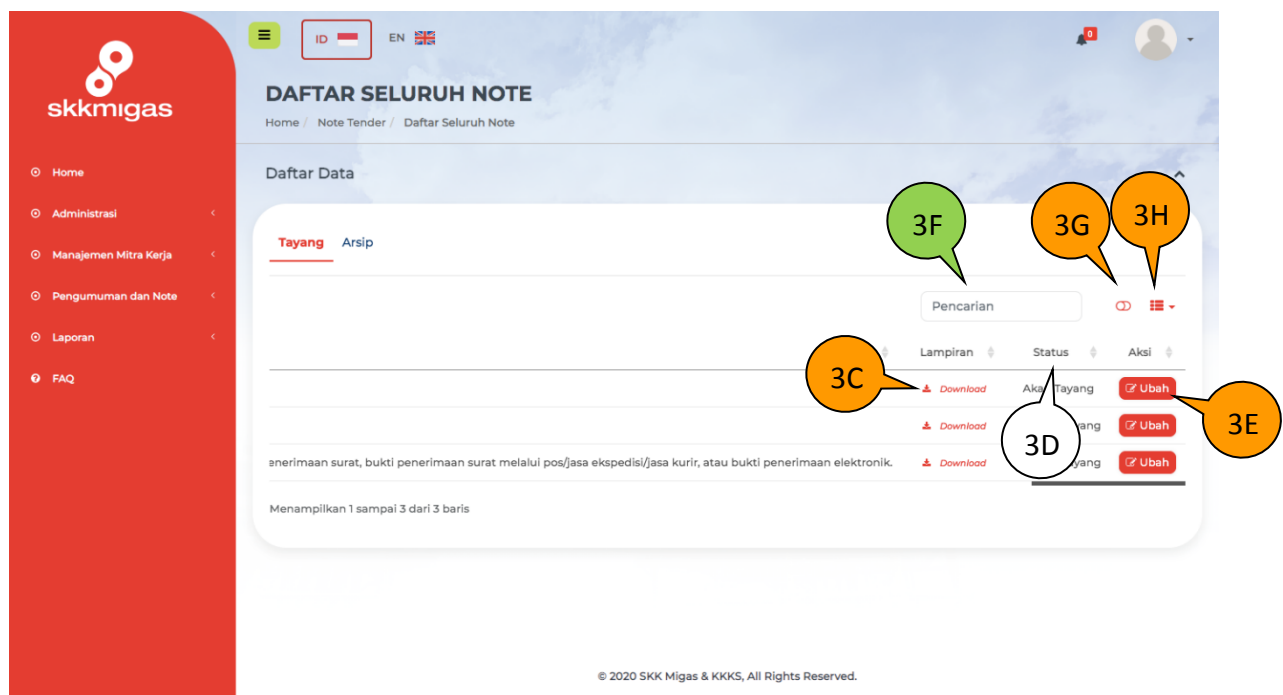 skkmigas
ID
EN
0
DAFTAR SELURUH NOTE
Home / Note Tender / Daftar Seluruh Note
Home
Administrasi
Manajemen Mitra Kerja
Pengumuman dan Note
Laporan
FAQ
Daftar Data
3F
3G
3H
Tayang Arsip
Pencarian
Lampiran Status Aksi
3C
Download Tayang Ubah
3E
Download Ubah
3D
enerimaan surat, bukti penerimaan surat melalui pos/jasa ekspedisi/jasa kurir, atau bukti penerimaan elektronik. Download Ubah
Menampilkan 1 sampai 3 dari 3 baris
© 2020 SKK Migas & KKKS, All Rights Reserved.